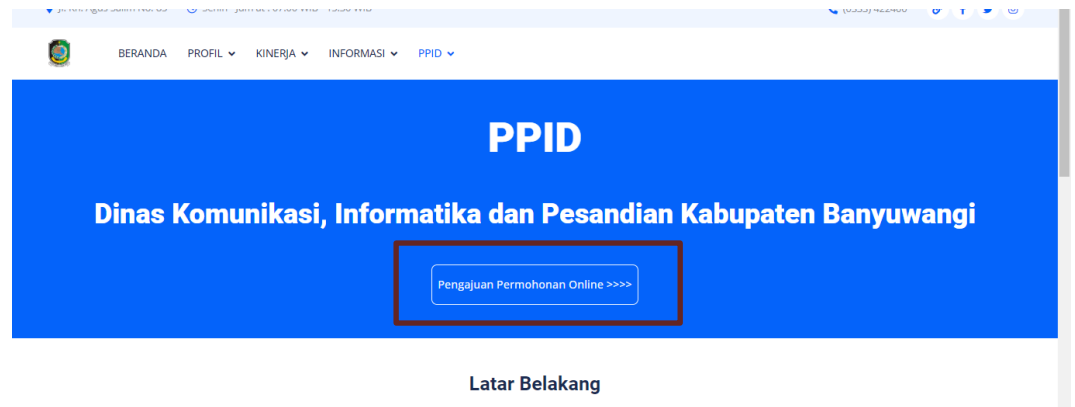 BERANDA PROFIL KINERJA INFORMASI PPID
PPID
Dinas Komunikasi, Informatika dan Pesandian Kabupaten Banyuwangi
Pengajuan Permohonan Online >>>>
Latar Belakang